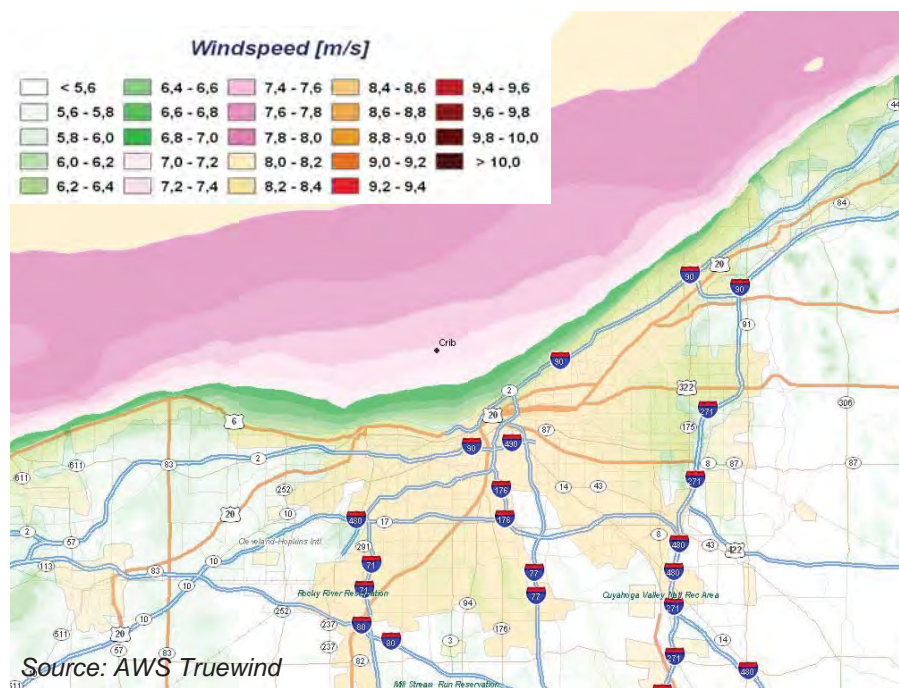 Windspeed [m/s]
< 5,6
5,6 - 5,8
5,8 - 6,0
6,0 - 6,2
6,2 - 6,4
6,4 - 6,6
6,6 - 6,8
6,8 - 7,0
7,0 - 7,2
7,2 - 7,4
7,4 - 7,6
7,6 - 7,8
7,8 - 8,0
8,0 - 8,2
8,2 - 8,4
8,4 - 8,6
8,6 - 8,8
8,8 - 9,0
9,0 - 9,2
9,2 - 9,4
9,4 - 9,6
9,6 - 9,8
9,8 - 10,0
> 10,0
44
84
20
90
90
91
Crib
90
322
2
306
271
175
20
6
87
90
490
2
83
611
611
8
87
87
271
252
176
14
43
20
10
480
17
176
2
57
291
Cleveland-Hopkins Intl
8
480
43
422
113
83
10
71
77
480
10
71
Rocky River Reservation
77
Cuyahoga Valley Natl Rec Area
252
94
271
10
237
80
176
511
20
80
3
14
57
237
82
271
480
Source: AWS Truewind
Mill Stream Run Reservation